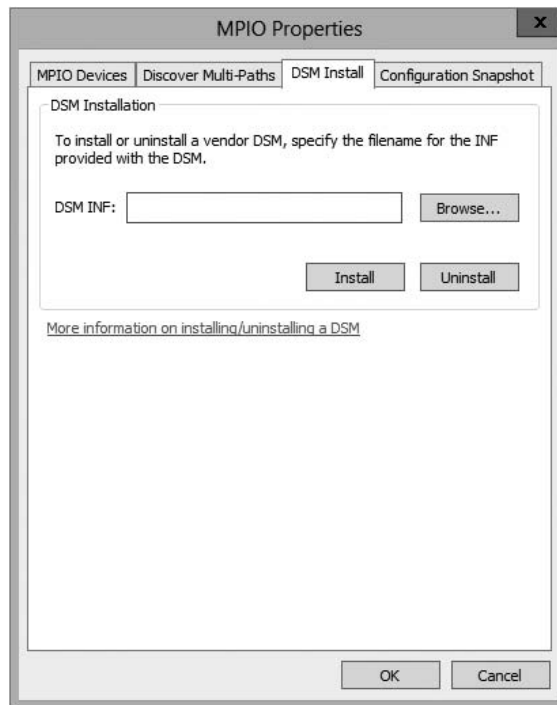 MPIO Properties
x
MPIO Devices Discover Multi-Paths DSM Install Configuration Snapshot
DSM Installation
To install or uninstall a vendor DSM, specify the filename for the INF
provided with the DSM.
DSM INF: Browse...
Install Uninstall
More information on installing/uninstalling a DSM
OK Cancel